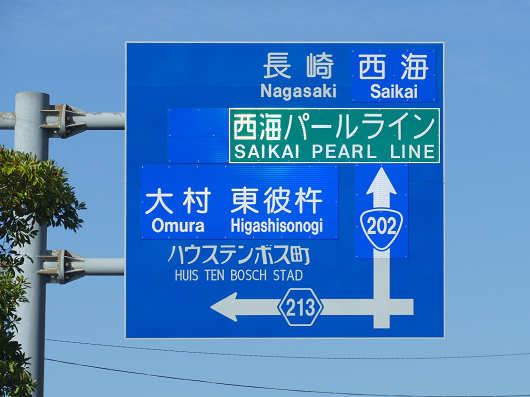 長崎 西海
Nagasaki Saikai
西海パールライン
SAIKAI PEARL LINE
大村 東彼杵
Omura Higashisonogi
202
ハウステンボス町
HUIS TEN BOSCH STAD
213